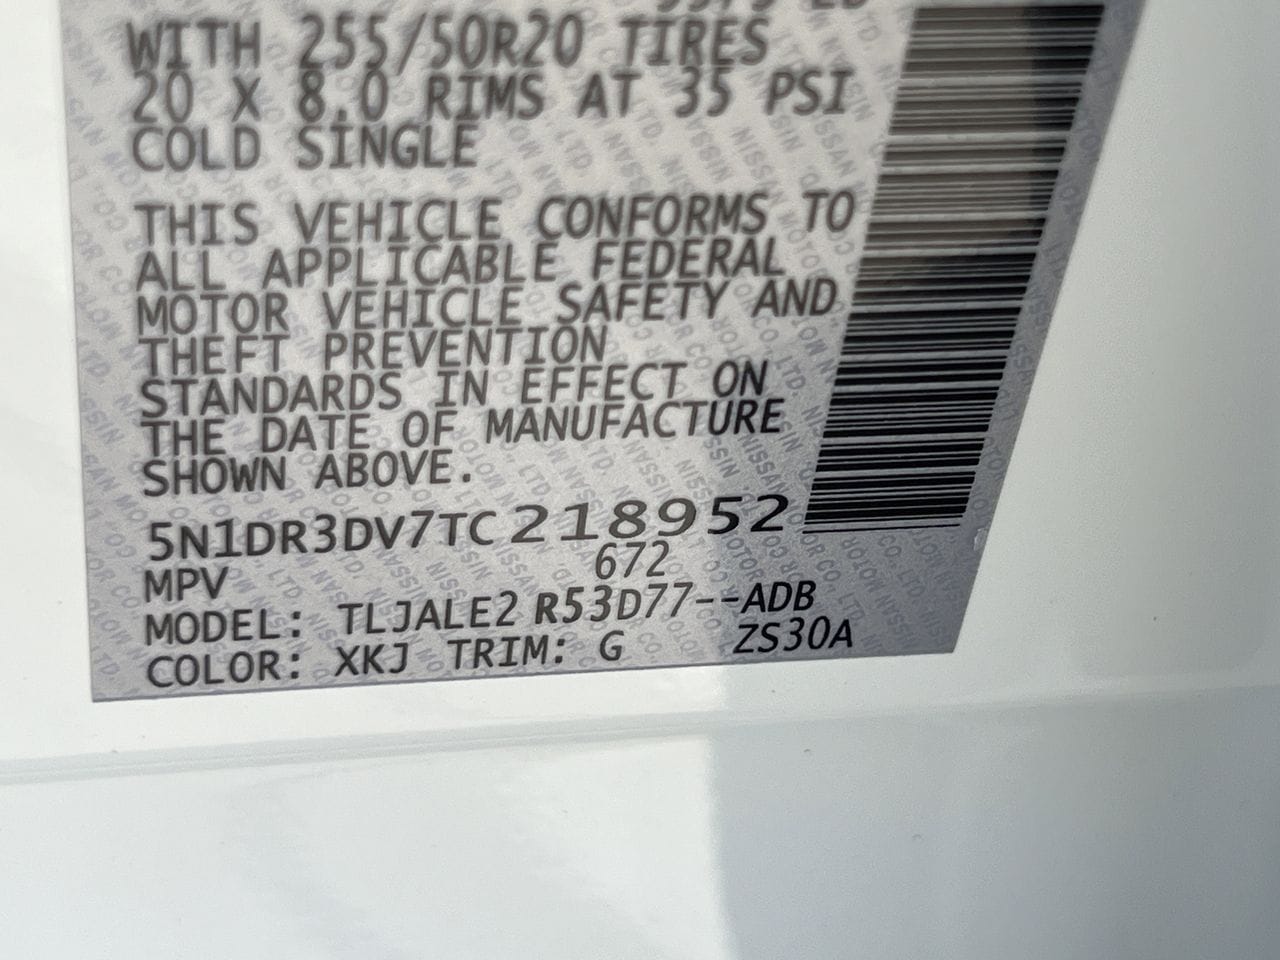 WITH 255/50R20 TIRES
20 X 8.0 RIMS AT 35 PSI
COLD SINGLE
THIS VEHICLE CONFORMS TO
ALL APPLICABLE FEDERAL
MOTOR VEHICLE SAFETY AND
THEFT PREVENTION
STANDARDS IN EFFECT ON
THE DATE OF MANUFACTURE
SHOWN ABOVE.
5N1DR3DV7TC218952
MPV 672
MODEL: TLJALE2 R53D77--ADB
COLOR: XKJ TRIM: G ZS30A